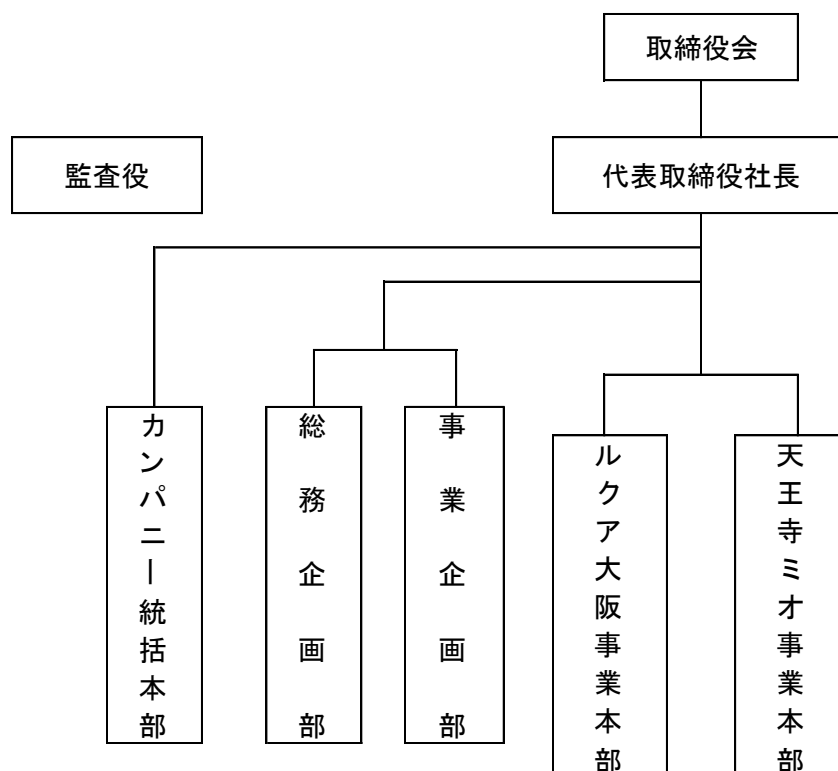 取締役会
監査役
代表取締役社長
カンパニー統括本部
総務企画部
事業企画部
ルクア大阪事業本部
天王寺ミオ事業本部